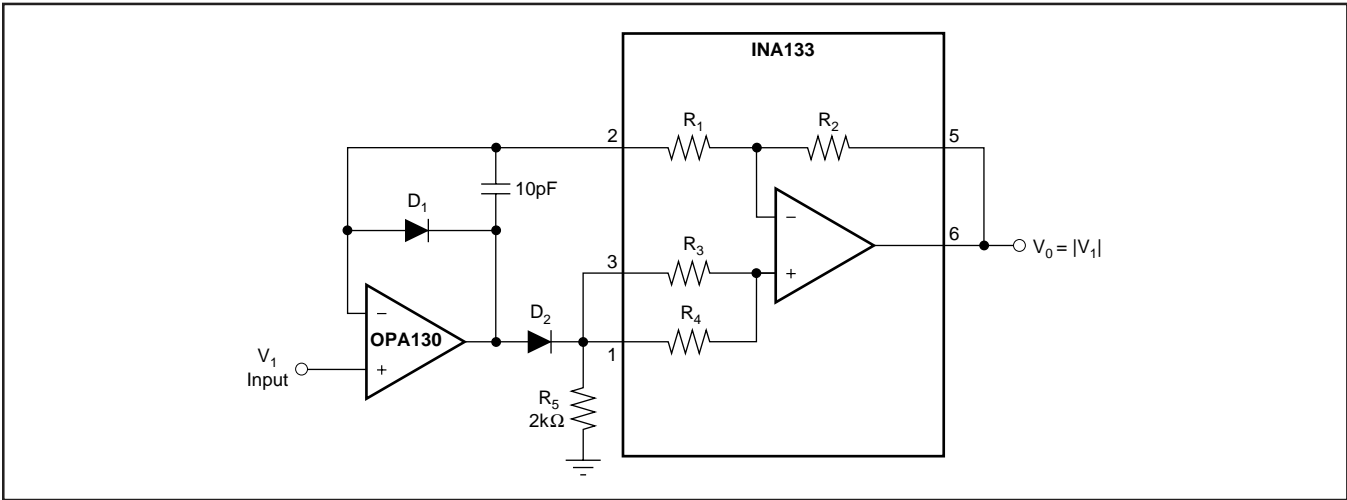 INA133
R1
R2
2
5
10pF
D1
R3
3
6
V0 = |V1|
R4
D2
OPA130
1
V1
Input
R5
2kΩ
−
+
−
+